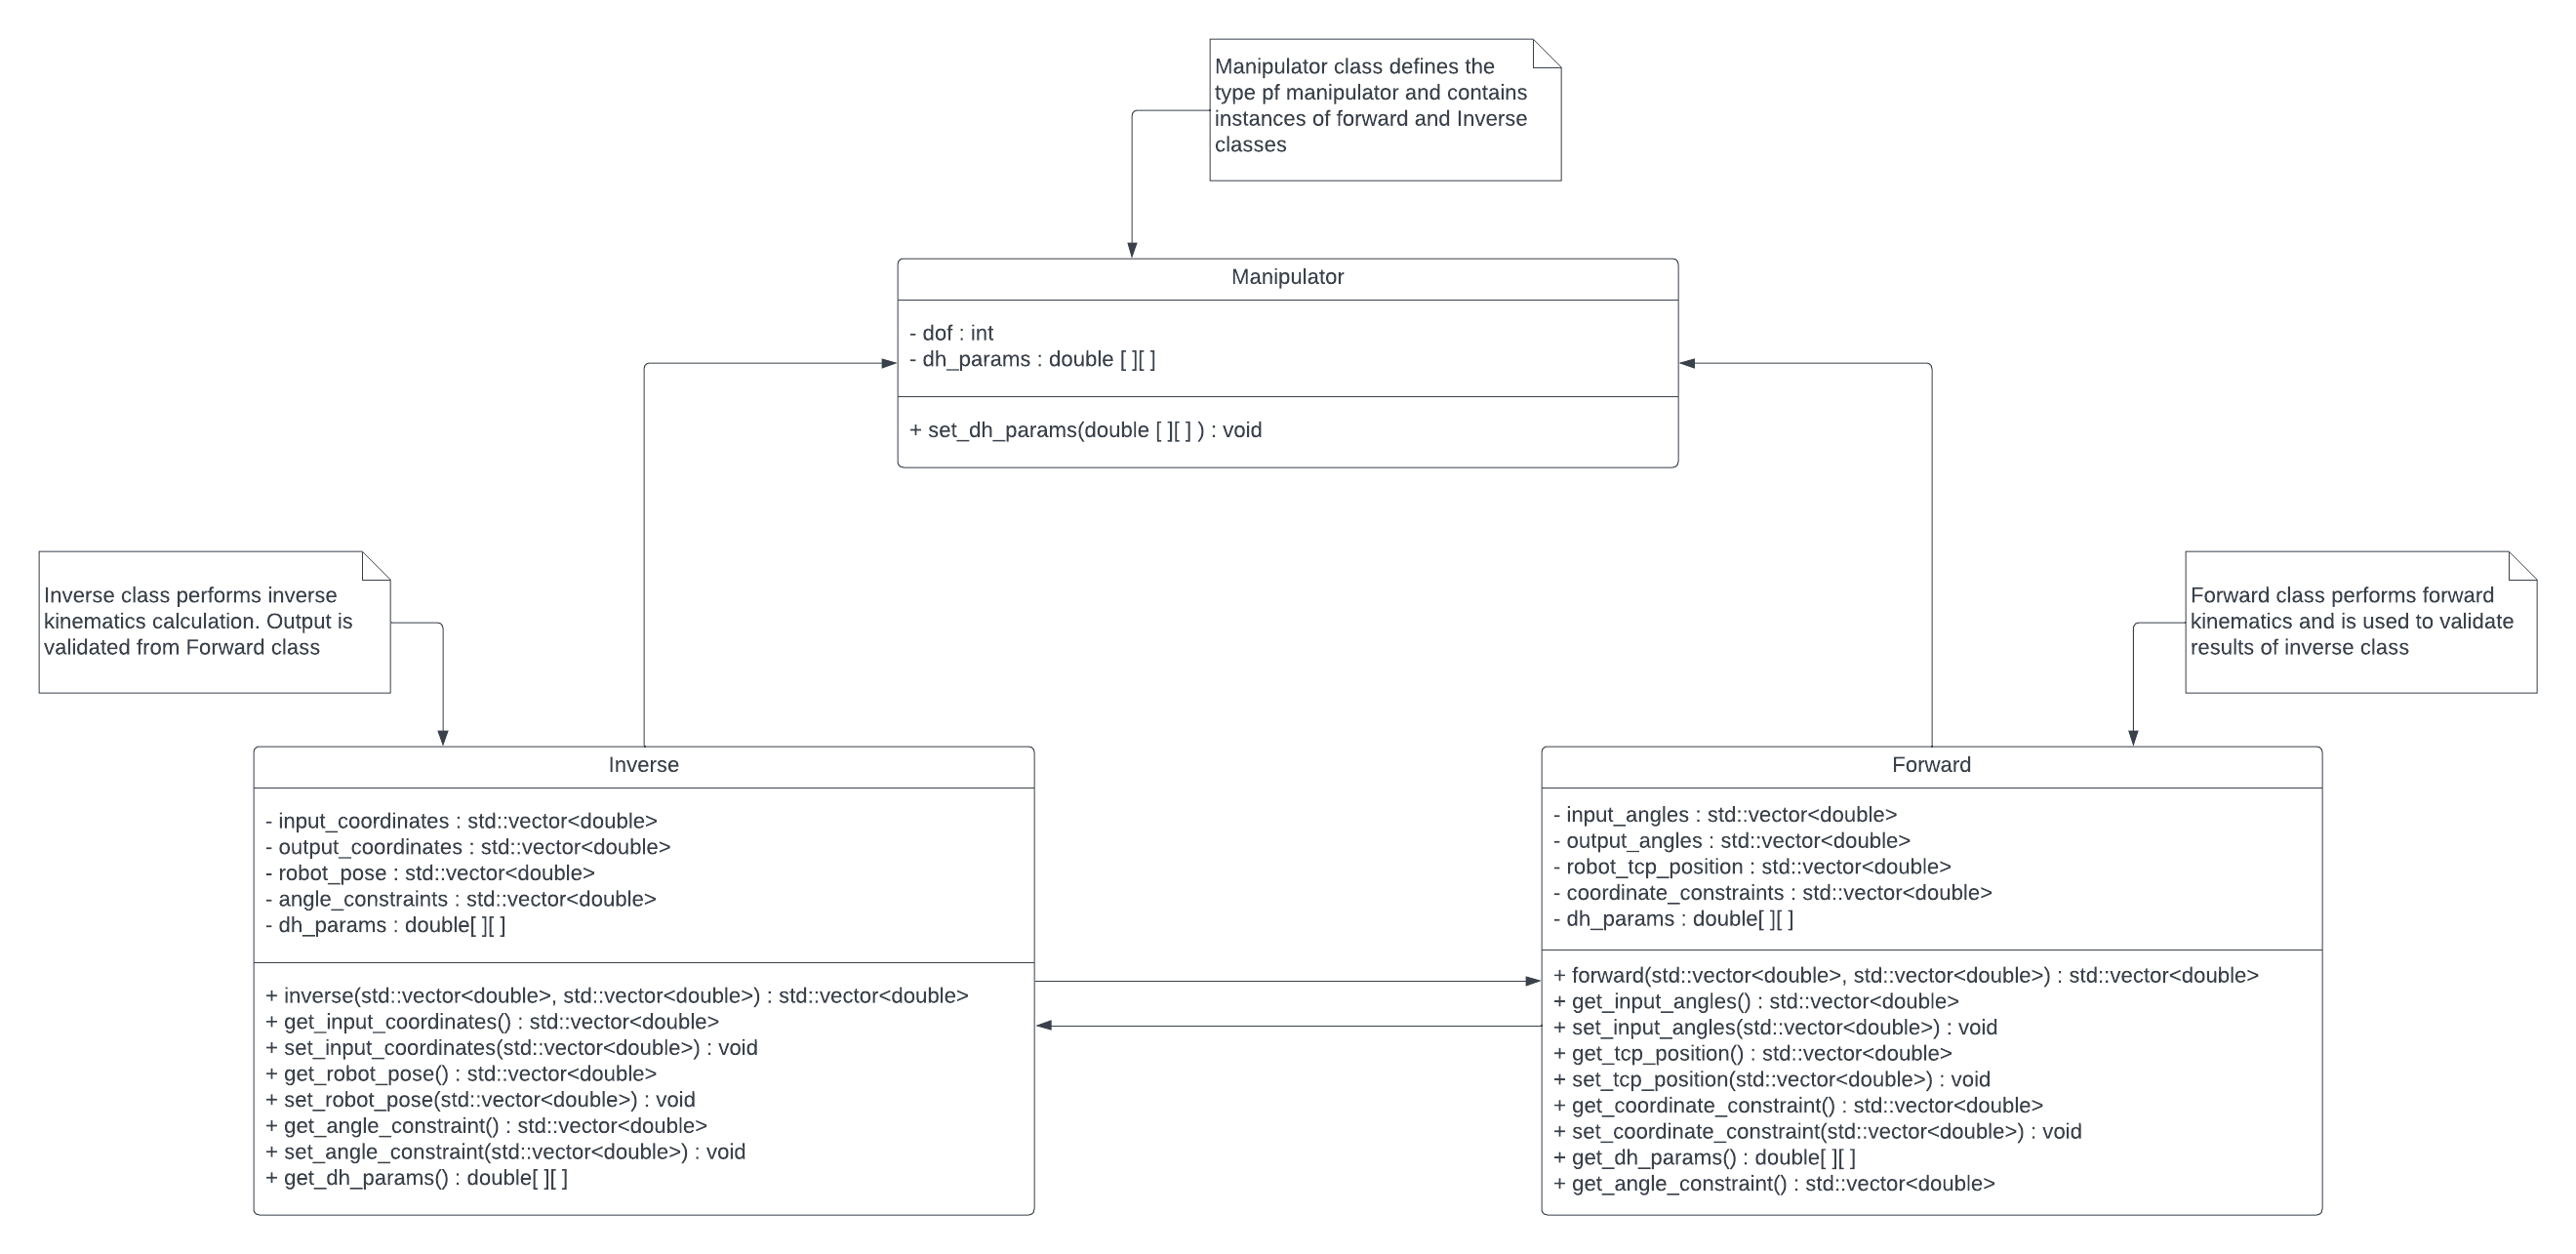 Manipulator class defines the
type pf manipulator and contains
instances of forward and Inverse
classes
Manipulator
- dof : int
- dh_params : double [ ][ ]
+ set_dh_params(double [ ][ ] ) : void
Inverse class performs inverse
kinematics calculation. Output is
validated from Forward class
Forward class performs forward
kinematics and is used to validate
results of inverse class
Inverse
- input_coordinates : std::vector<double>
- output_coordinates : std::vector<double>
- robot_pose : std::vector<double>
- angle_constraints : std::vector<double>
- dh_params : double[ ][ ]
+ inverse(std::vector<double>, std::vector<double>) : std::vector<double>
+ get_input_coordinates() : std::vector<double>
+ set_input_coordinates(std::vector<double>) : void
+ get_robot_pose() : std::vector<double>
+ set_robot_pose(std::vector<double>) : void
+ get_angle_constraint() : std::vector<double>
+ set_angle_constraint(std::vector<double>) : void
+ get_dh_params() : double[ ][ ]
Forward
- input_angles : std::vector<double>
- output_angles : std::vector<double>
- robot_tcp_position : std::vector<double>
- coordinate_constraints : std::vector<double>
- dh_params : double[ ][ ]
+ forward(std::vector<double>, std::vector<double>) : std::vector<double>
+ get_input_angles() : std::vector<double>
+ set_input_angles(std::vector<double>) : void
+ get_tcp_position() : std::vector<double>
+ set_tcp_position(std::vector<double>) : void
+ get_coordinate_constraint() : std::vector<double>
+ set_coordinate_constraint(std::vector<double>) : void
+ get_dh_params() : double[ ][ ]
+ get_angle_constraint() : std::vector<double>